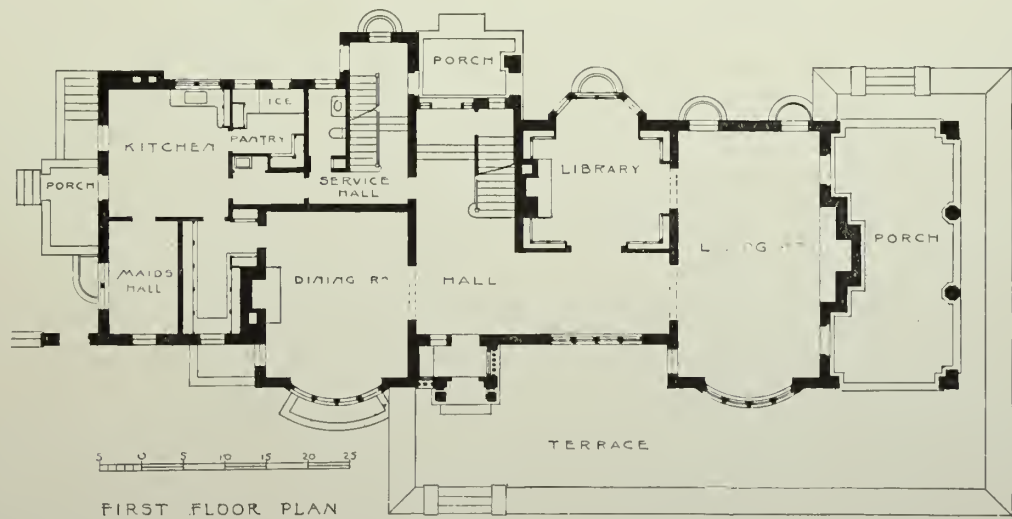 PORCH
ICE
KITCHEN
PANTRY
LIBRARY
PORCH
SERVICE
HALL
PORCH
MAIDS
HALL
DINING RM
HALL
TERRACE
5 0 5 10 15 20 25
FIRST FLOOR PLAN